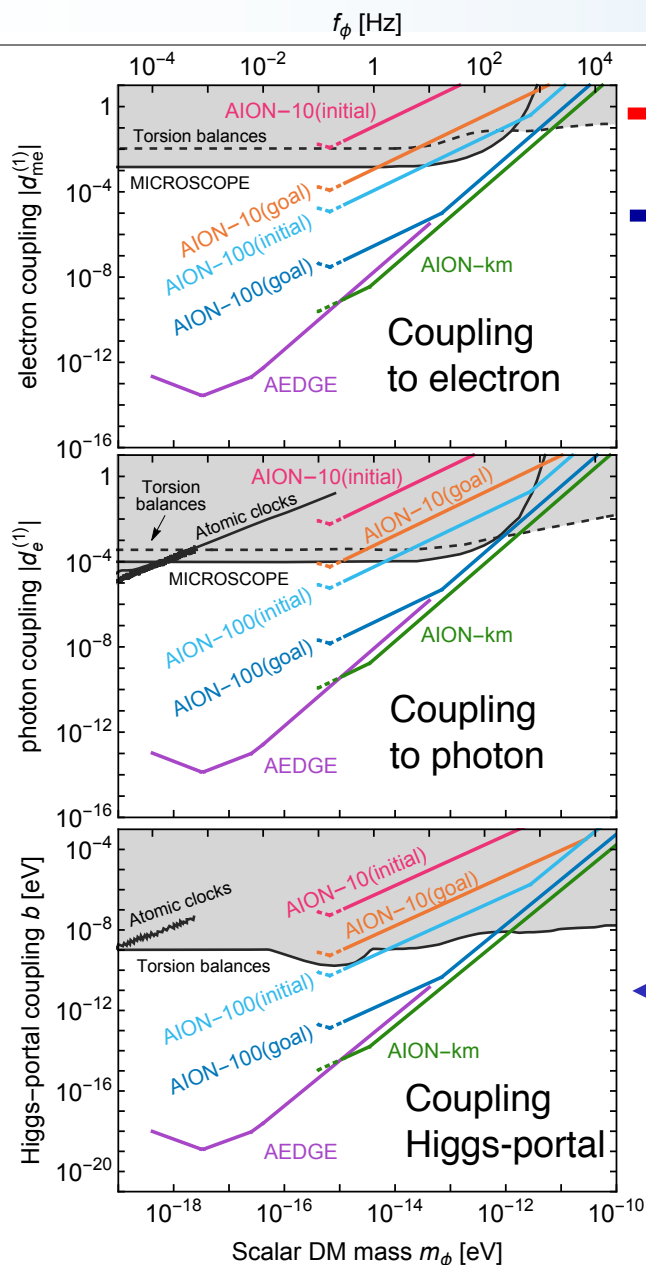 f_ϕ [Hz]
10⁻⁴ 10⁻² 1 10² 10⁴
electron coupling |d_me^(1)|
1
10⁻⁴
10⁻⁸
10⁻¹²
10⁻¹⁶
AION−10(initial)
Torsion balances
MICROSCOPE
AION−10(goal)
AION−100(initial)
AION−100(goal)
AION−km
AEDGE
Coupling
to electron
photon coupling |d_e^(1)|
1
10⁻⁴
10⁻⁸
10⁻¹²
10⁻¹⁶
AION−10(initial)
Torsion
balances
Atomic clocks
AION−10(goal)
MICROSCOPE
AION−100(initial)
AION−100(goal)
AION−km
AEDGE
Coupling
to photon
Higgs−portal coupling b [eV]
10⁻⁴
10⁻⁸
10⁻¹²
10⁻¹⁶
10⁻²⁰
AION−10(initial)
Atomic clocks
AION−10(goal)
Torsion balances
AION−100(initial)
AION−100(goal)
AION−km
AEDGE
Coupling
Higgs-portal
10⁻¹⁸ 10⁻¹⁶ 10⁻¹⁴ 10⁻¹² 10⁻¹⁰
Scalar DM mass m_ϕ [eV]